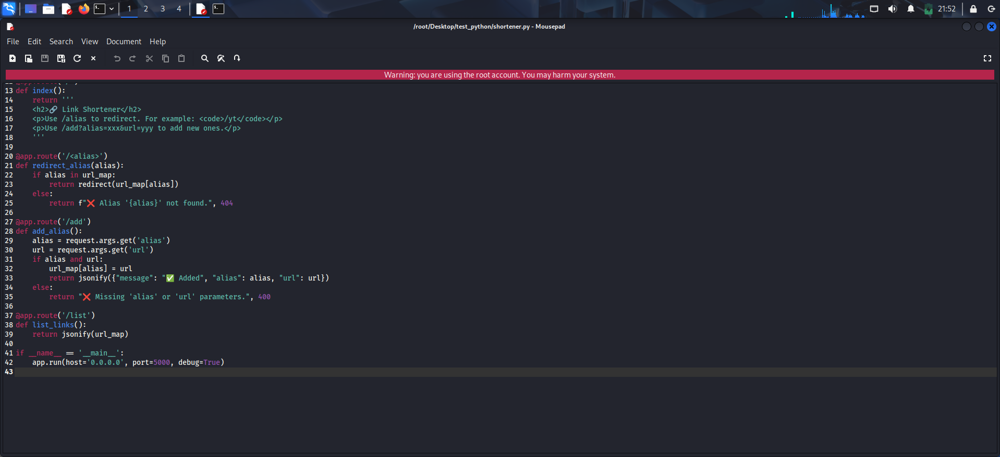 1 2 3 4
21:52
/root/Desktop/test_python/shortener.py - Mousepad
File Edit Search View Document Help
Warning: you are using the root account. You may harm your system.
13 def index():
14     return '''
15     <h2>🔗 Link Shortener</h2>
16     <p>Use /alias to redirect. For example: <code>/yt</code></p>
17     <p>Use /add?alias=xxx&url=yyy to add new ones.</p>
18     '''
19
20 @app.route('/<alias>')
21 def redirect_alias(alias):
22     if alias in url_map:
23         return redirect(url_map[alias])
24     else:
25         return f"❌ Alias '{alias}' not found.", 404
26
27 @app.route('/add')
28 def add_alias():
29     alias = request.args.get('alias')
30     url = request.args.get('url')
31     if alias and url:
32         url_map[alias] = url
33         return jsonify({"message": "✅ Added", "alias": alias, "url": url})
34     else:
35         return "❌ Missing 'alias' or 'url' parameters.", 400
36
37 @app.route('/list')
38 def list_links():
39     return jsonify(url_map)
40
41 if __name__ == '__main__':
42     app.run(host='0.0.0.0', port=5000, debug=True)
43